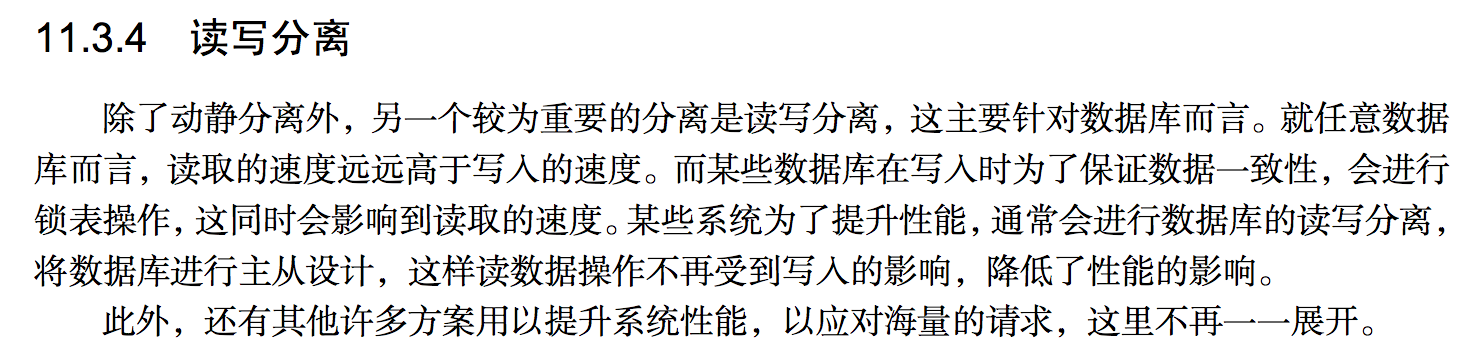 11.3.4 读写分离
除了动静分离外，另一个较为重要的分离是读写分离，这主要针对数据库而言。就任意数据
库而言，读取的速度远远高于写入的速度。而某些数据库在写入时为了保证数据一致性，会进行
锁表操作，这同时会影响到读取的速度。某些系统为了提升性能，通常会进行数据库的读写分离，
将数据库进行主从设计，这样读数据操作不再受到写入的影响，降低了性能的影响。
此外，还有其他许多方案用以提升系统性能，以应对海量的请求，这里不再一一展开。